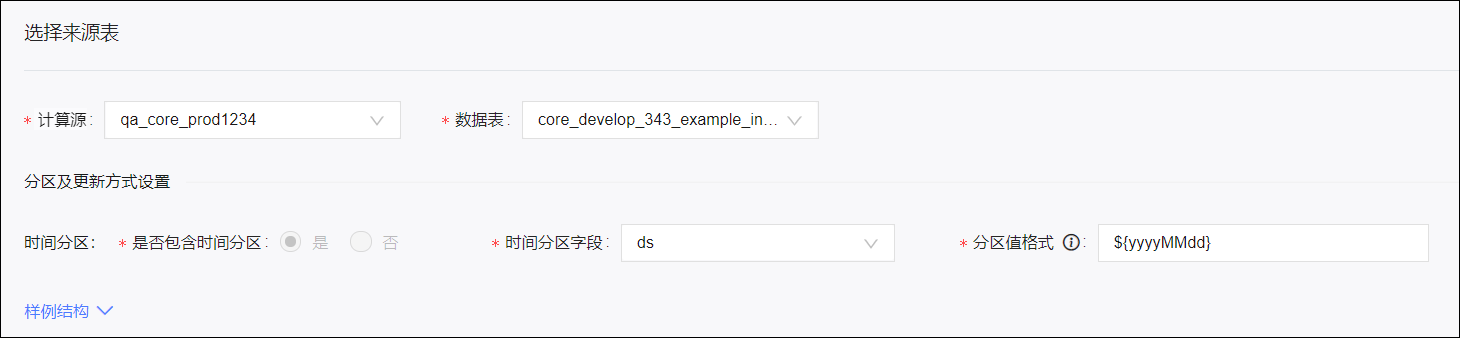 选择来源表
* 计算源: qa_core_prod1234 * 数据表: core_develop_343_example_in...
分区及更新方式设置
时间分区: * 是否包含时间分区: 是 否 * 时间分区字段: ds * 分区值格式 : ${yyyyMMdd}
样例结构